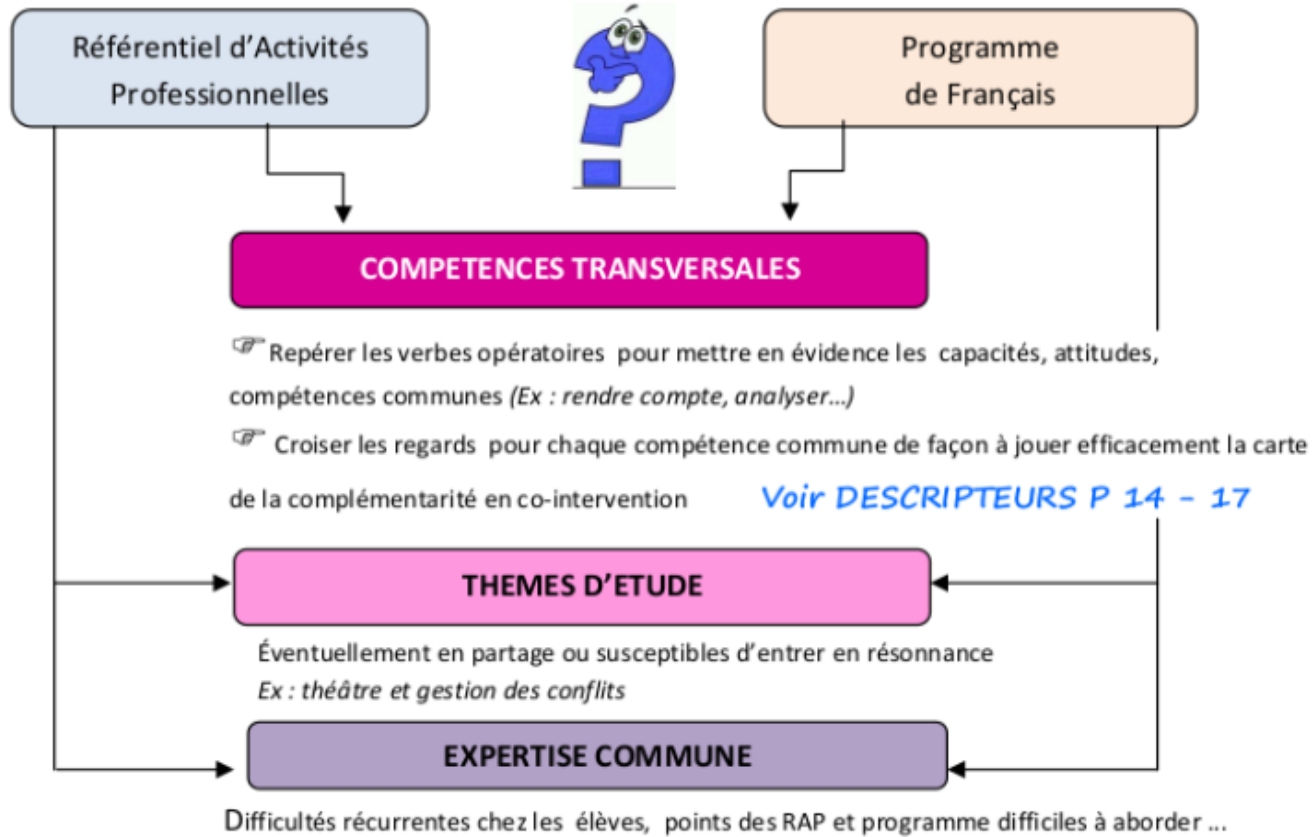 Référentiel d'Activités
Professionnelles
Programme
de Français
COMPETENCES TRANSVERSALES
☞ Repérer les verbes opératoires pour mettre en évidence les capacités, attitudes,
compétences communes (Ex : rendre compte, analyser...)
☞ Croiser les regards pour chaque compétence commune de façon à jouer efficacement la carte
de la complémentarité en co-intervention Voir DESCRIPTEURS P 14 - 17
THEMES D'ETUDE
Éventuellement en partage ou susceptibles d'entrer en résonnance
Ex : théâtre et gestion des conflits
EXPERTISE COMMUNE
Difficultés récurrentes chez les élèves, points des RAP et programme difficiles à aborder ...